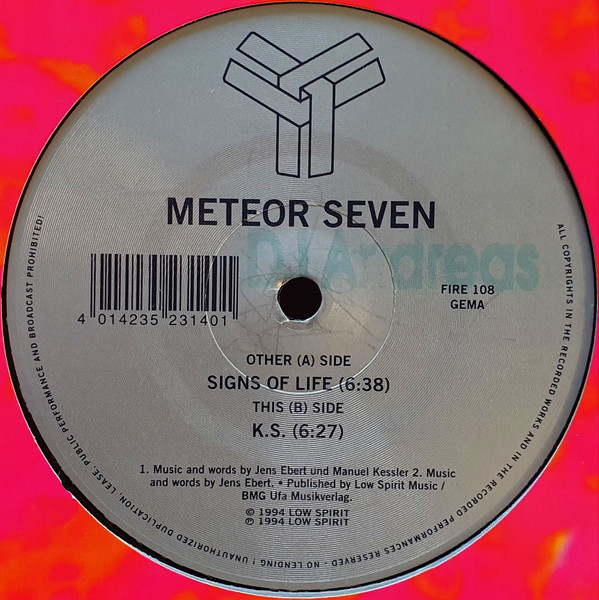 METEOR SEVEN
DJ Andreas
4 014235 231401
FIRE 108
GEMA
OTHER (A) SIDE
SIGNS OF LIFE (6:38)
THIS (B) SIDE
K.S. (6:27)
1. Music and words by Jens Ebert und Manuel Kessler 2. Music
and words by Jens Ebert. • Published by Low Spirit Music /
BMG Ufa Musikverlag.
© 1994 LOW SPIRIT
℗ 1994 LOW SPIRIT
ALL COPYRIGHTS IN THE RECORDED WORKS AND IN THE RECORDED PERFORMANCES RESERVED - NO LENDING ! UNAUTHORIZED DUPLICATION, LEASE, PUBLIC PERFORMANCE AND BROADCAST PROHIBITED!